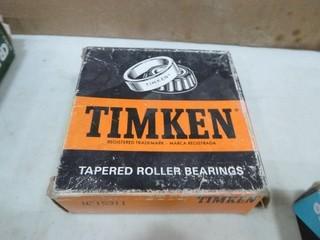 TIMKEN
TIMKEN
REGISTERED TRADEMARK · MARCA REGISTRADA
TAPERED ROLLER BEARINGS
TIMKEN